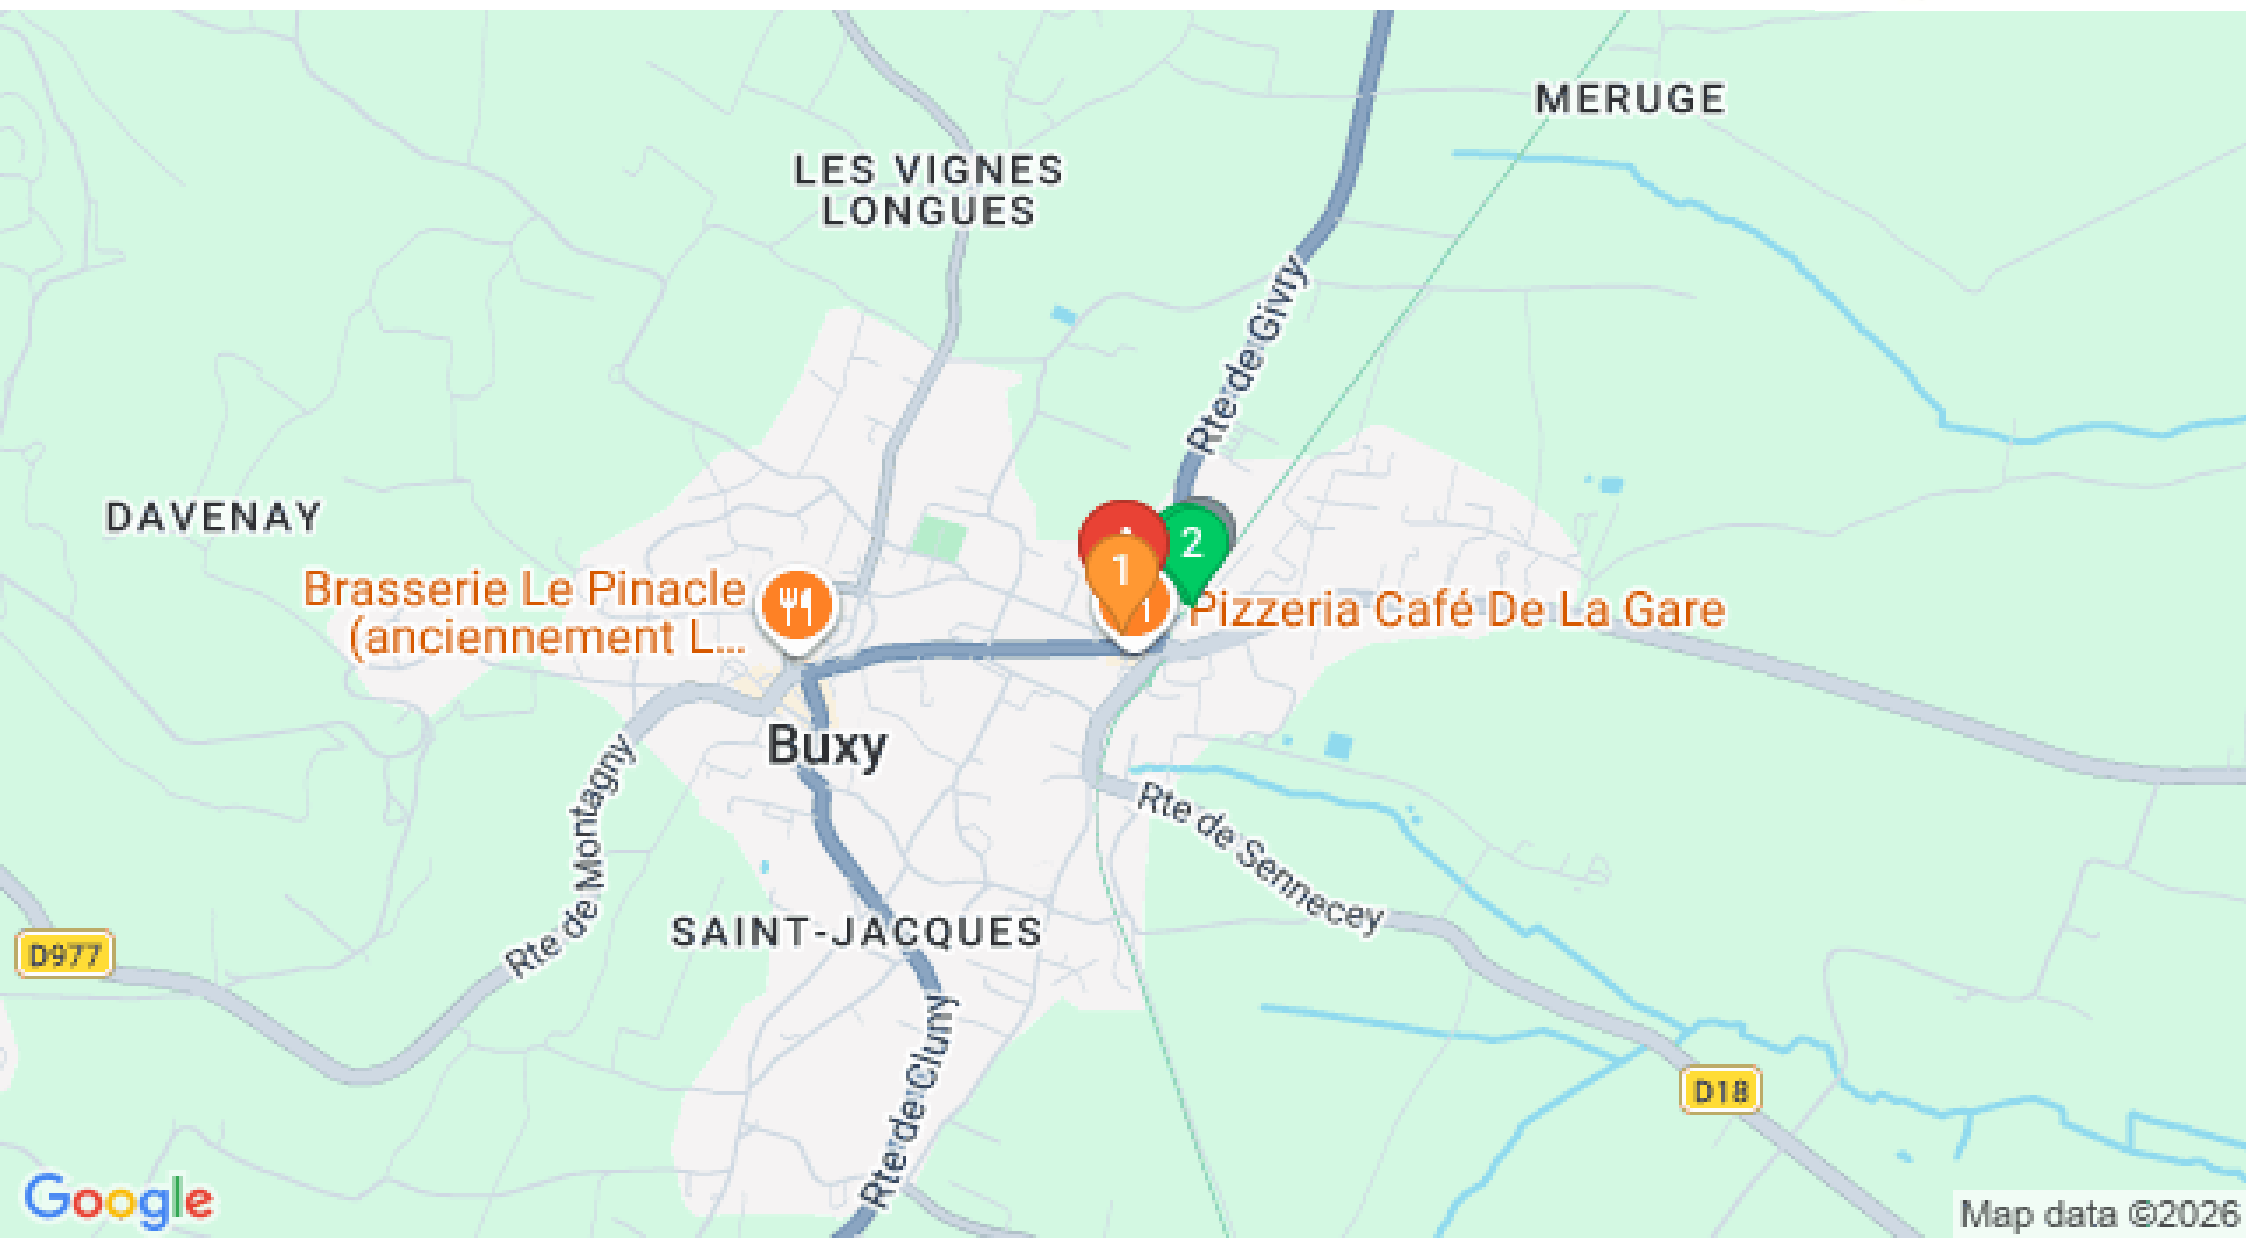 MERUGE
LES VIGNES
LONGUES
Rte de Givry
DAVENAY
2
1
Brasserie Le Pinacle
(anciennement L...
Pizzeria Café De La Gare
Buxy
Rte de Montagny
Rte de Sennecey
SAINT-JACQUES
D977
Rte de Cluny
D18
Google
Map data ©2026